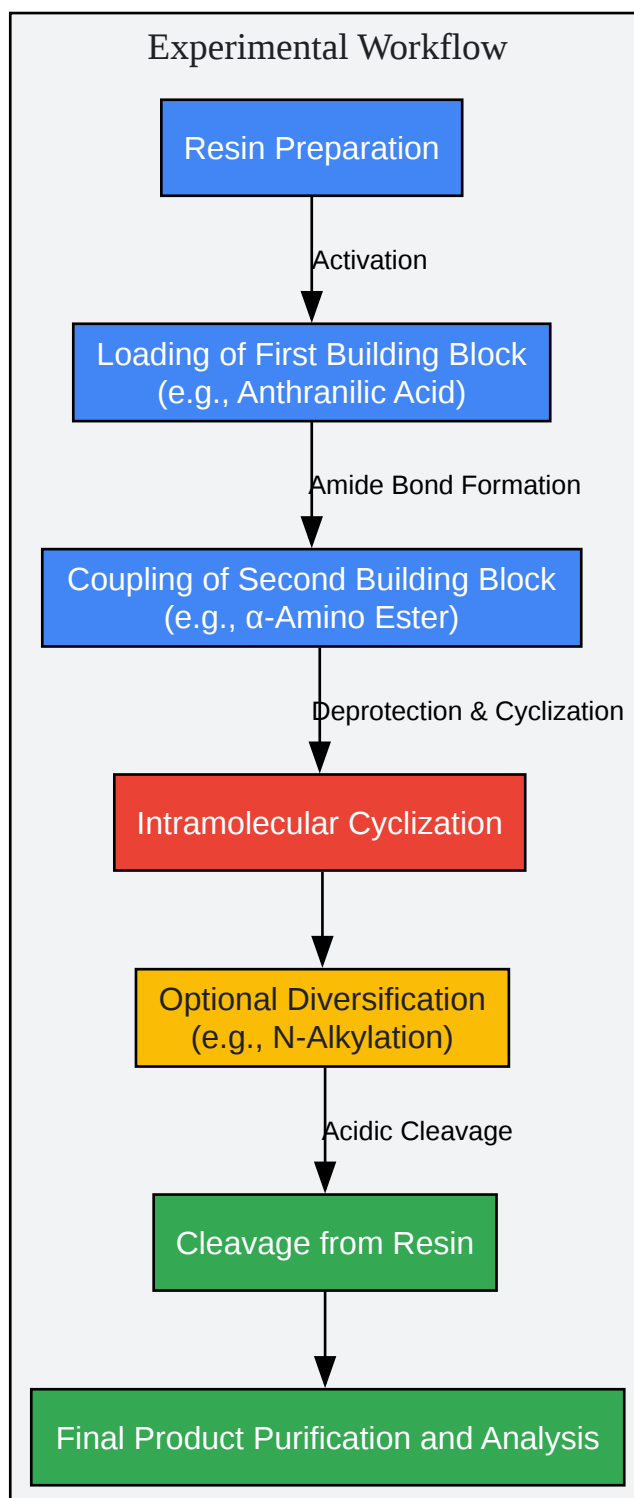 Experimental Workflow
Resin Preparation
Activation
Loading of First Building Block
(e.g., Anthranilic Acid)
Amide Bond Formation
Coupling of Second Building Block
(e.g., α-Amino Ester)
Deprotection & Cyclization
Intramolecular Cyclization
Optional Diversification
(e.g., N-Alkylation)
Acidic Cleavage
Cleavage from Resin
Final Product Purification and Analysis